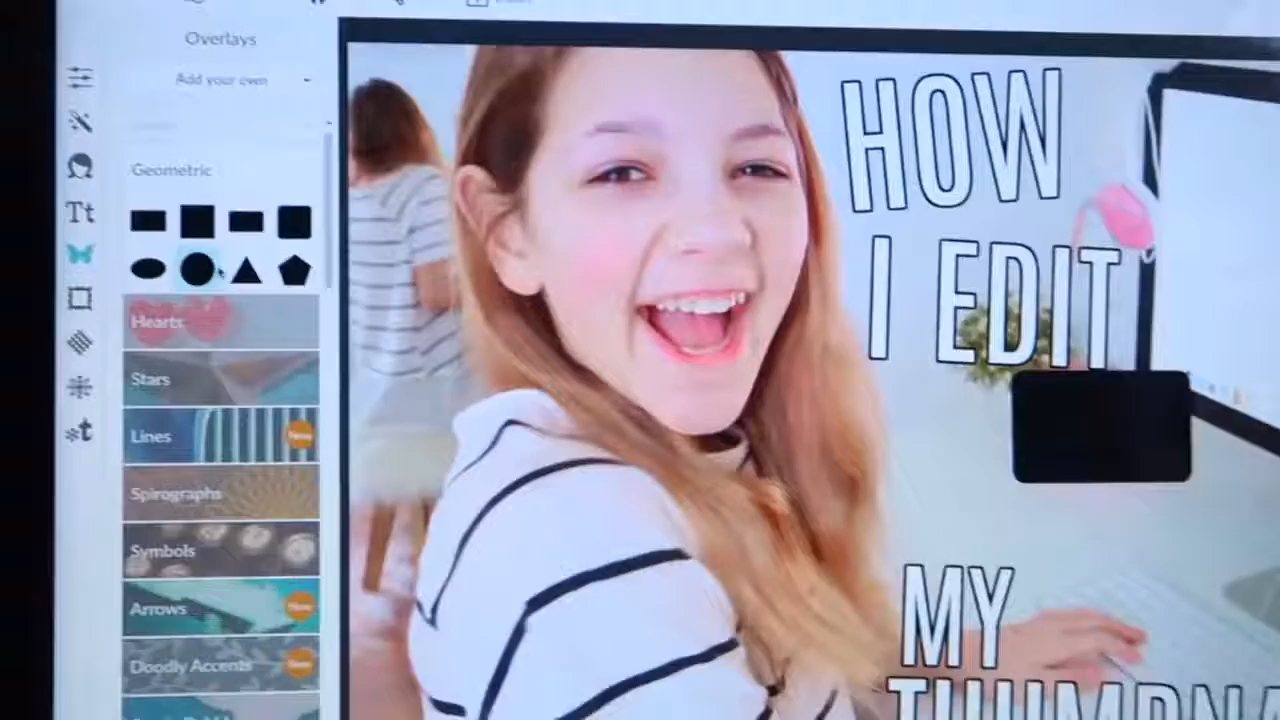 Overlays
Add your own
Geometric
Tt
Hearts
Stars
Lines
New
Spirographs
Symbols
Arrows
New
Doodly Accents
New
t
HOW
I EDIT
MY